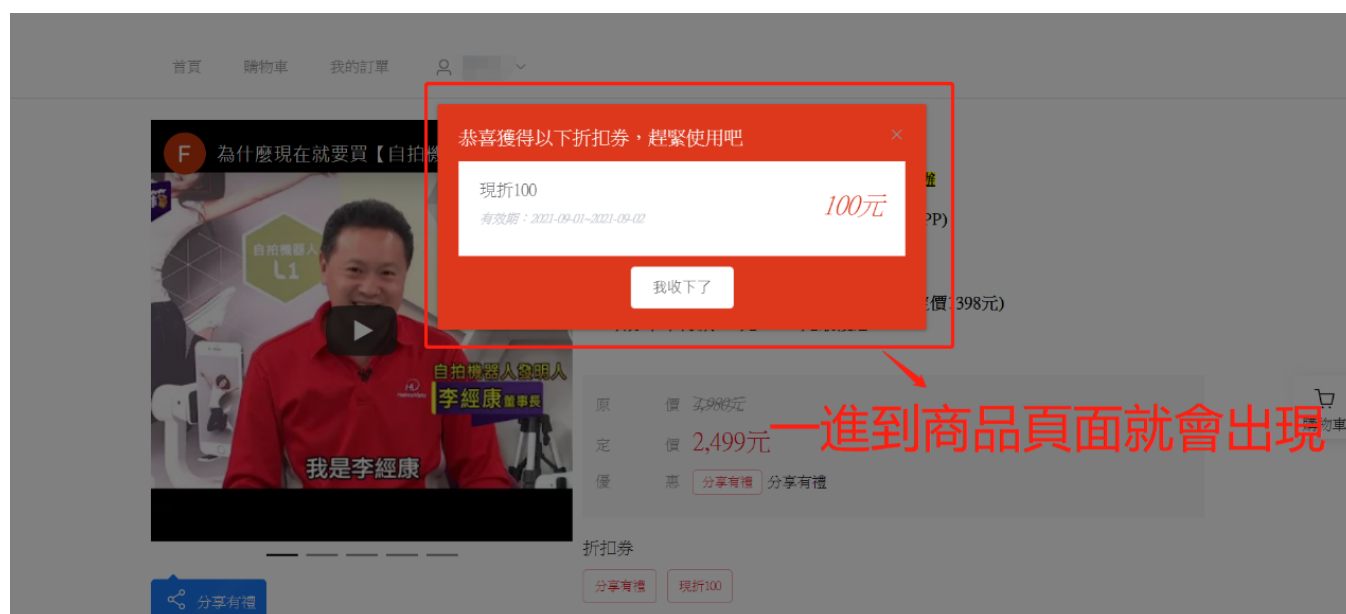 首頁 購物車 我的訂單
F 為什麼現在就要買【自拍機
恭喜獲得以下折扣券，趕緊使用吧 ×
現折100
100元
有效期：2021-09-01~2021-09-02
我收下了
PP)
價1398元)
自拍機器人
L1
自拍機器人發明人
李經康 董事長
我是李經康
原價 3,980元
定價 2,499元
優惠 分享有禮 分享有禮
一進到商品頁面就會出現
購物車
折扣券
分享有禮 現折100
分享有禮